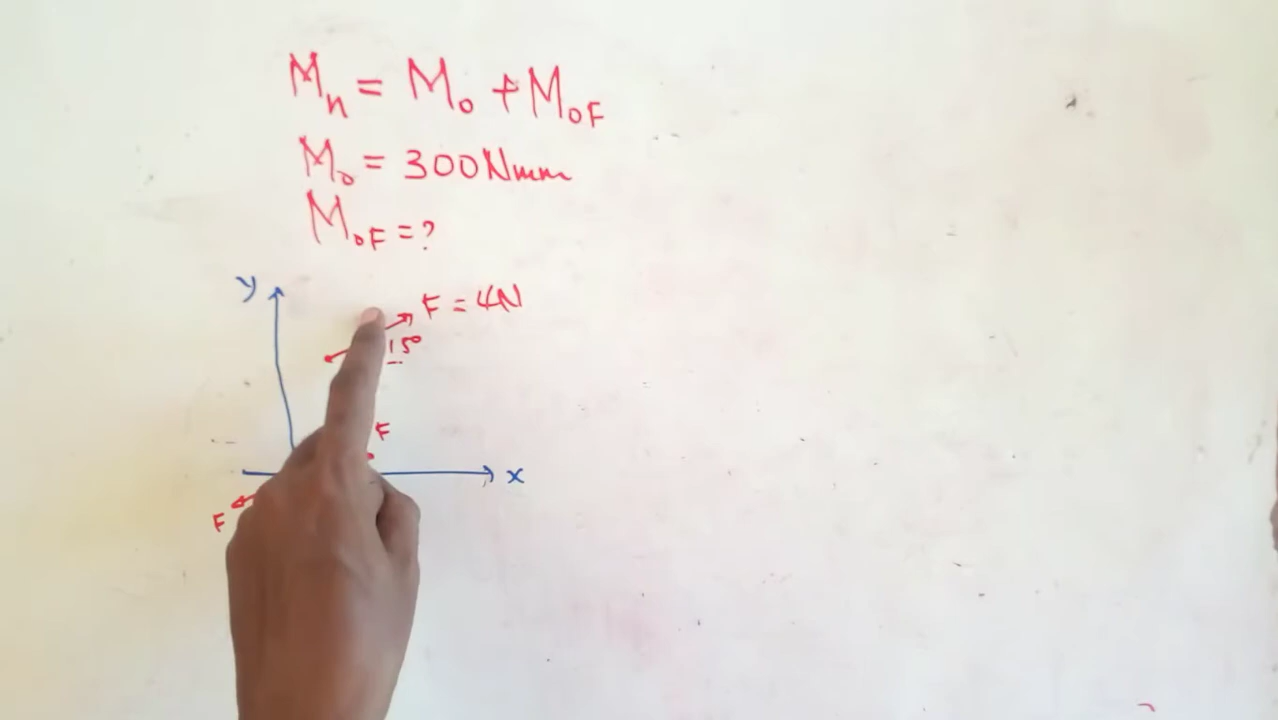 Mn = Mo + MoF
Mo = 300Nmm
MoF = ?
y
F = 4N
15°
F
x
F